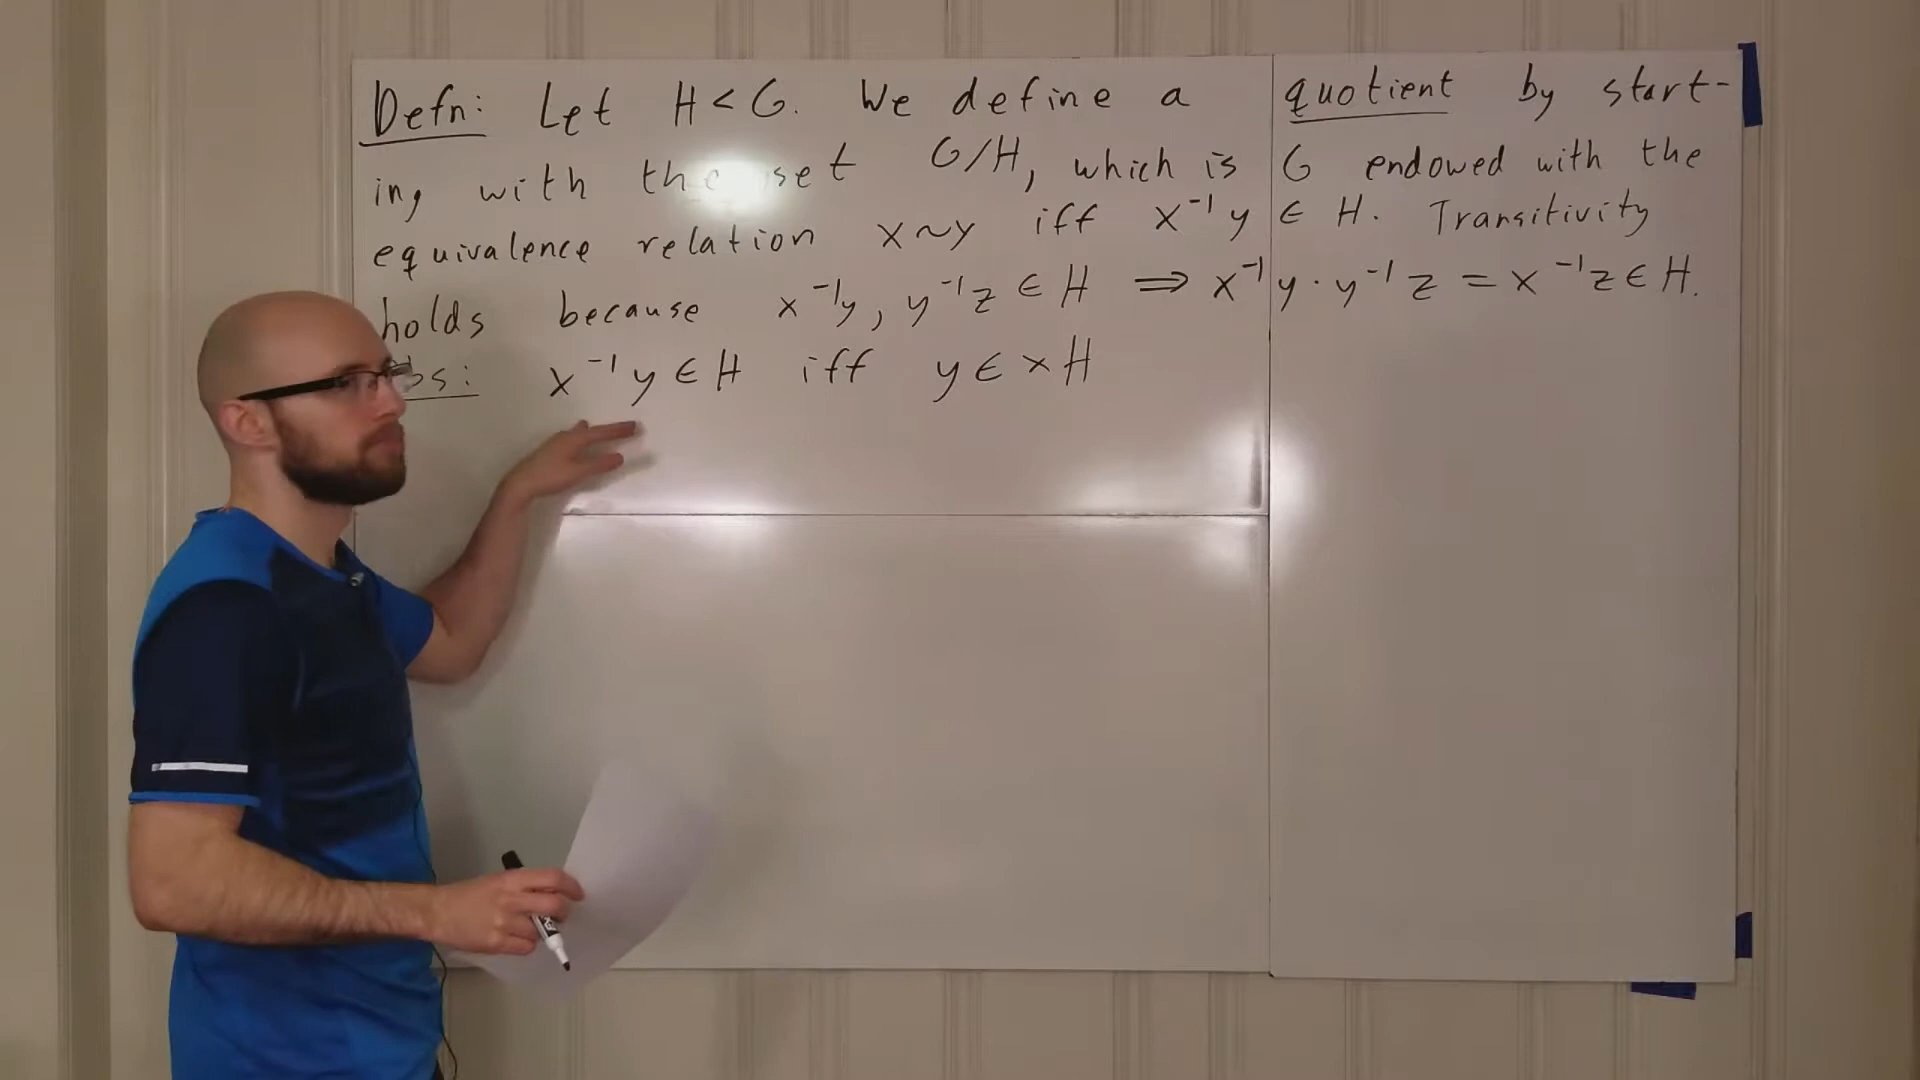 Defn: Let H < G. We define a quotient by start-
ing with the set G/H, which is G endowed with the
equivalence relation x~y iff x⁻¹y ∈ H. Transitivity
holds because x⁻¹y, y⁻¹z ∈ H ⇒ x⁻¹y · y⁻¹z = x⁻¹z ∈ H.
Obs: x⁻¹y ∈ H iff y ∈ xH